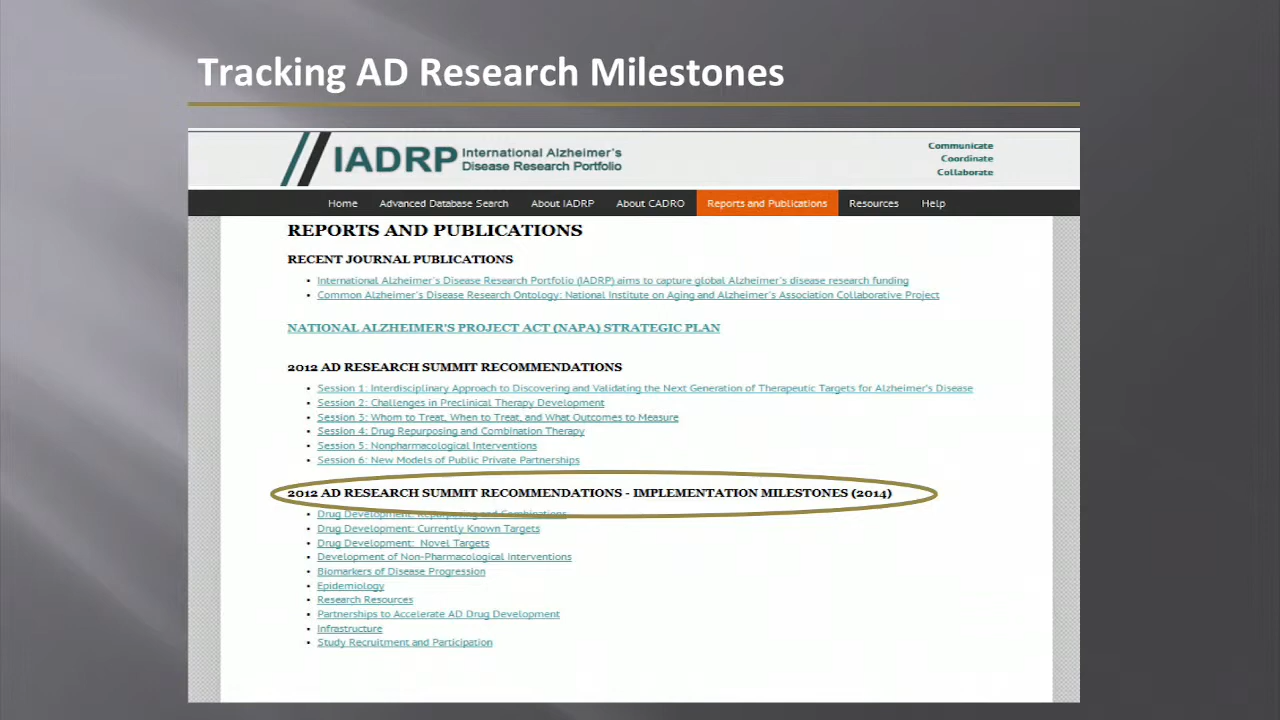 Tracking AD Research Milestones
IADRP International Alzheimer's
Disease Research Portfolio
Communicate
Coordinate
Collaborate
Home Advanced Database Search About IADRP About CADRO Reports and Publications Resources Help
REPORTS AND PUBLICATIONS
RECENT JOURNAL PUBLICATIONS
• International Alzheimer's Disease Research Portfolio (IADRP) aims to capture global Alzheimer's disease research funding
• Common Alzheimer's Disease Research Ontology: National Institute on Aging and Alzheimer's Association Collaborative Project
NATIONAL ALZHEIMER'S PROJECT ACT (NAPA) STRATEGIC PLAN
2012 AD RESEARCH SUMMIT RECOMMENDATIONS
• Session 1: Interdisciplinary Approach to Discovering and Validating the Next Generation of Therapeutic Targets for Alzheimer's Disease
• Session 2: Challenges in Preclinical Therapy Development
• Session 3: Whom to Treat, When to Treat, and What Outcomes to Measure
• Session 4: Drug Repurposing and Combination Therapy
• Session 5: Nonpharmacological Interventions
• Session 6: New Models of Public Private Partnerships
2012 AD RESEARCH SUMMIT RECOMMENDATIONS - IMPLEMENTATION MILESTONES (2014)
• Drug Development: Repurposing and Combinations
• Drug Development: Currently Known Targets
• Drug Development: Novel Targets
• Development of Non-Pharmacological Interventions
• Biomarkers of Disease Progression
• Epidemiology
• Research Resources
• Partnerships to Accelerate AD Drug Development
• Infrastructure
• Study Recruitment and Participation